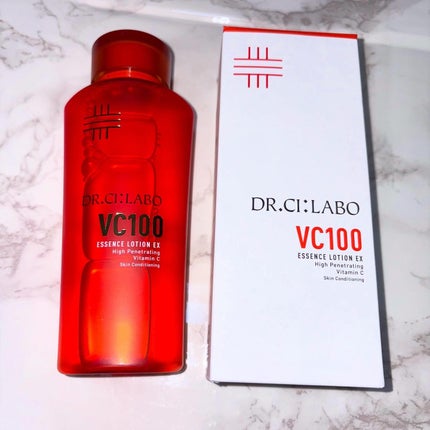 DR.CI:LABO
VC100
ESSENCE LOTION EX
High Penetrating
Vitamin C
Skin Conditioning
DR.CI:LABO
VC100
ESSENCE LOTION EX
High Penetrating
Vitamin C
Skin Conditioning